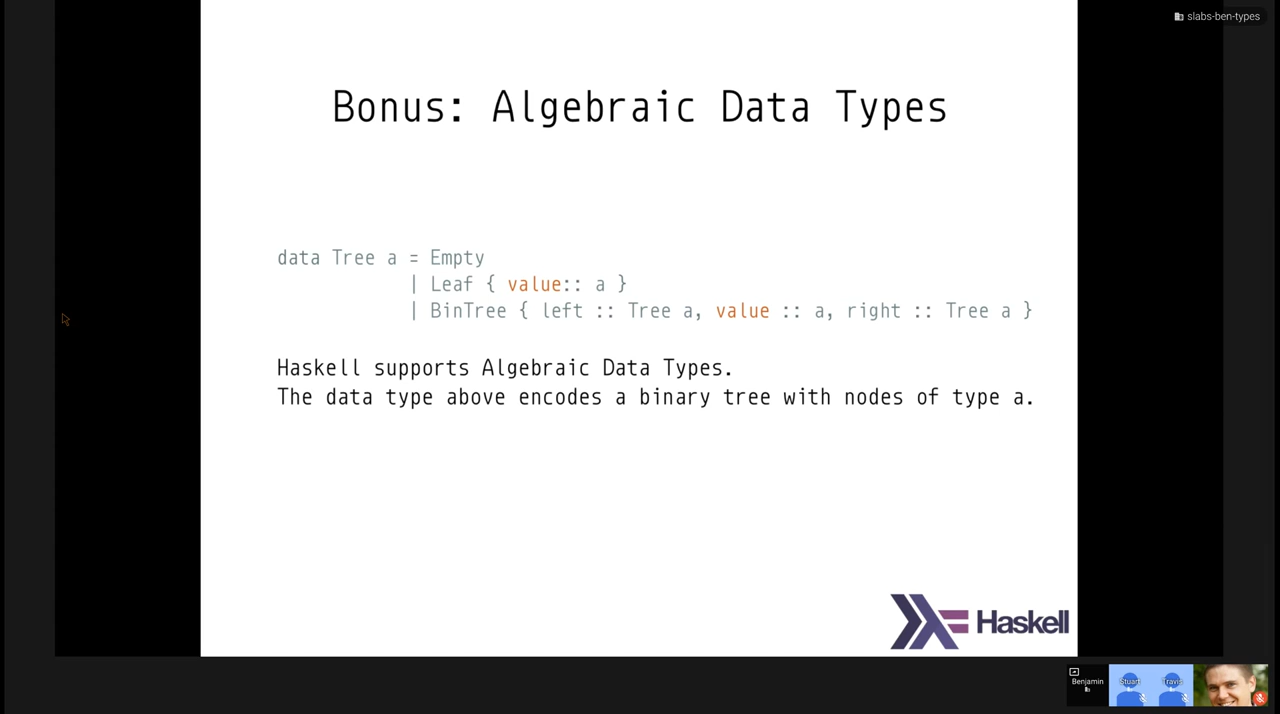 slabs-ben-types
Bonus: Algebraic Data Types
data Tree a = Empty
| Leaf { value:: a }
| BinTree { left :: Tree a, value :: a, right :: Tree a }
Haskell supports Algebraic Data Types.
The data type above encodes a binary tree with nodes of type a.
Haskell
Benjamin
Stuart
Travis